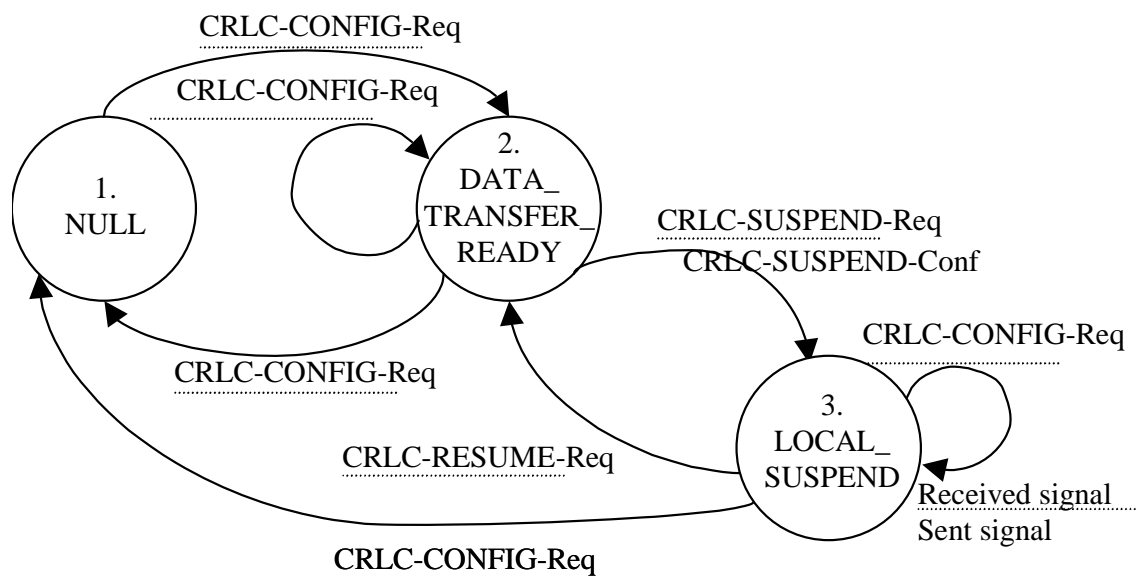 CRLC-CONFIG-Req
CRLC-CONFIG-Req
1.
NULL
2.
DATA_
TRANSFER_
READY
CRLC-SUSPEND-Req
CRLC-SUSPEND-Conf
CRLC-CONFIG-Req
CRLC-CONFIG-Req
3.
LOCAL_
SUSPEND
CRLC-RESUME-Req
Received signal
Sent signal
CRLC-CONFIG-Req